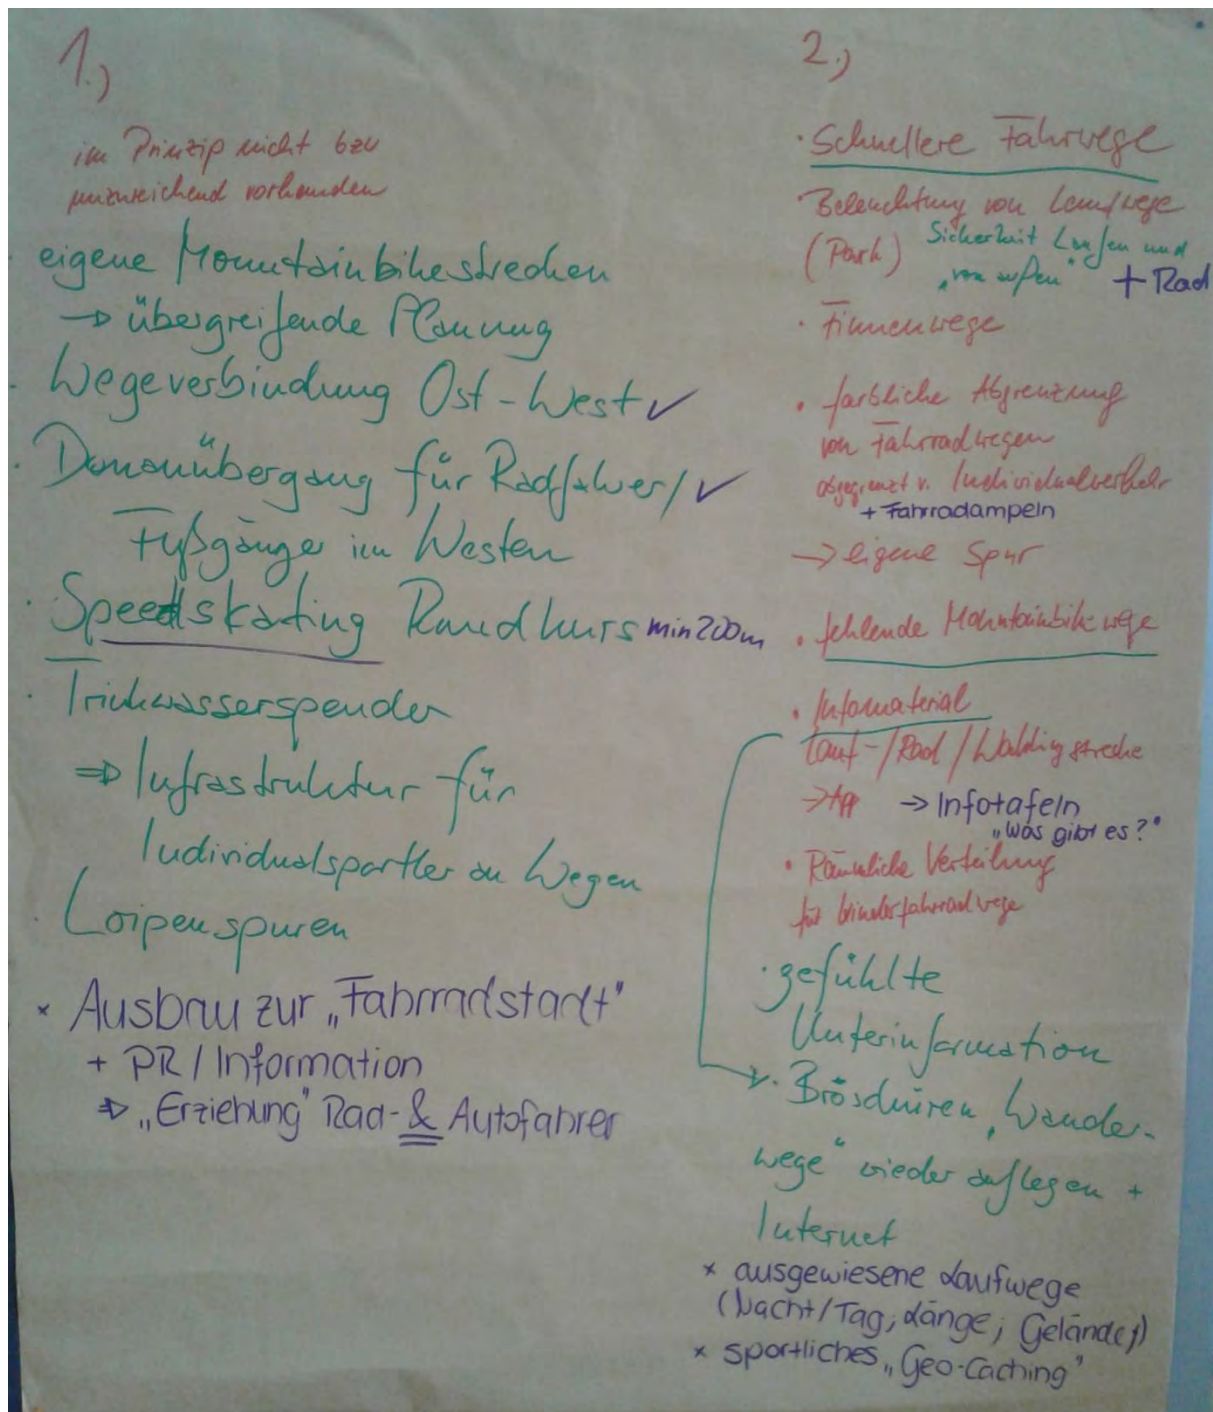 1.)
im Prinzip nicht bzw
unzureichend vorhanden
· eigene Mountainbikestrecken
→ übergreifende Planung
· Wegeverbindung Ost-West ✓
· Donauübergang für Radfahrer/ ✓
Fußgänger im Westen
· Speedskating Rundkurs min 200m
· Trinkwasserspender
⇒ Infrastruktur für
Individualsportler an Wegen
· Loipenspuren
× Ausbau zur „Fahrradstadt"
+ PR / Information
⇒ „Erziehung" Rad- & Autofahrer
2.)
· Schnellere Fahrwege
· Beleuchtung von Laufwege
(Park) Sicherheit Laufen und
„von außen" + Rad
· Finnenwege
· farbliche Abgrenzung
von Fahrradwegen
abgegrenzt v. Individualverkehr
+ Fahrradampeln
→ eigene Spur
· fehlende Mountainbikewege
· Infomaterial
Lauf-/Rad/Walking strecke
→ App → Infotafeln
„Was gibt es?"
· Räumliche Verteilung
für
· gefühlte
Unterinformation
· Broschüren „Wander-
wege" wieder auflegen +
Internet
× ausgewiesene Laufwege
(Nacht/Tag, Länge; Gelände)
× sportliches „Geo-Caching"